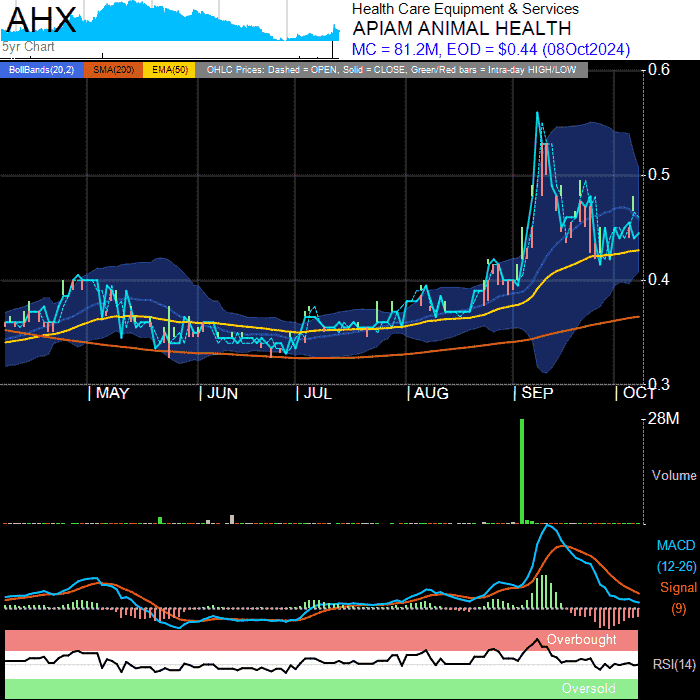 AHX
5yr Chart
Health Care Equipment & Services
APIAM ANIMAL HEALTH
MC = 81.2M, EOD = $0.44 (08Oct2024)
BollBands(20,2) SMA(200) EMA(50) OHLC Prices: Dashed = OPEN, Solid = CLOSE, Green/Red bars = Intra-day HIGH/LOW
0.6
0.5
0.4
0.3
| MAY | JUN | JUL | AUG | SEP | OCT
28M
Volume
MACD
(12-26)
Signal
(9)
Overbought
RSI(14)
Oversold